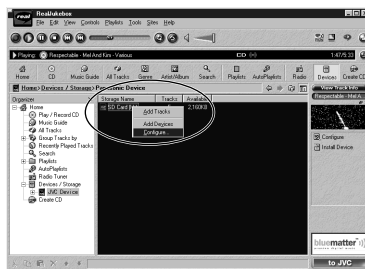 real RealJukebox
File Edit View Controls Playlists Tools Sites Help
Playing: Respectable - Mel And Kim - Various CD 1:47/5:33
Home CD Music Guide All Tracks Genre Artist/Album Search Playlists AutoPlaylists Radio Devices Create CD
Home > Devices / Storage > Personic Device
View Track Info
Respectable - Mel A
Organizer
Storage Name Tracks Available
Home
SD Card 2,160KB
Play / Record CD
Music Guide
All Tracks
Group Tracks by
Recently Played Tracks
Search
Playlists
AutoPlaylists
Radio Tuner
Devices / Storage
JVC Device
Create CD
Add Tracks
Add Devices
Configure...
Configure
Install Device
bluematter
to JVC